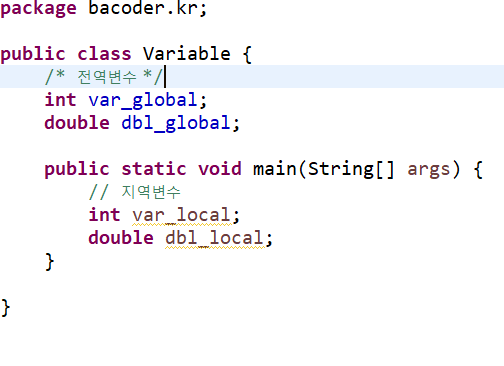 package bacoder.kr;
public class Variable {
/* 전역변수 */
int var_global;
double dbl_global;
public static void main(String[] args) {
// 지역변수
int var_local;
double dbl_local;
}
}